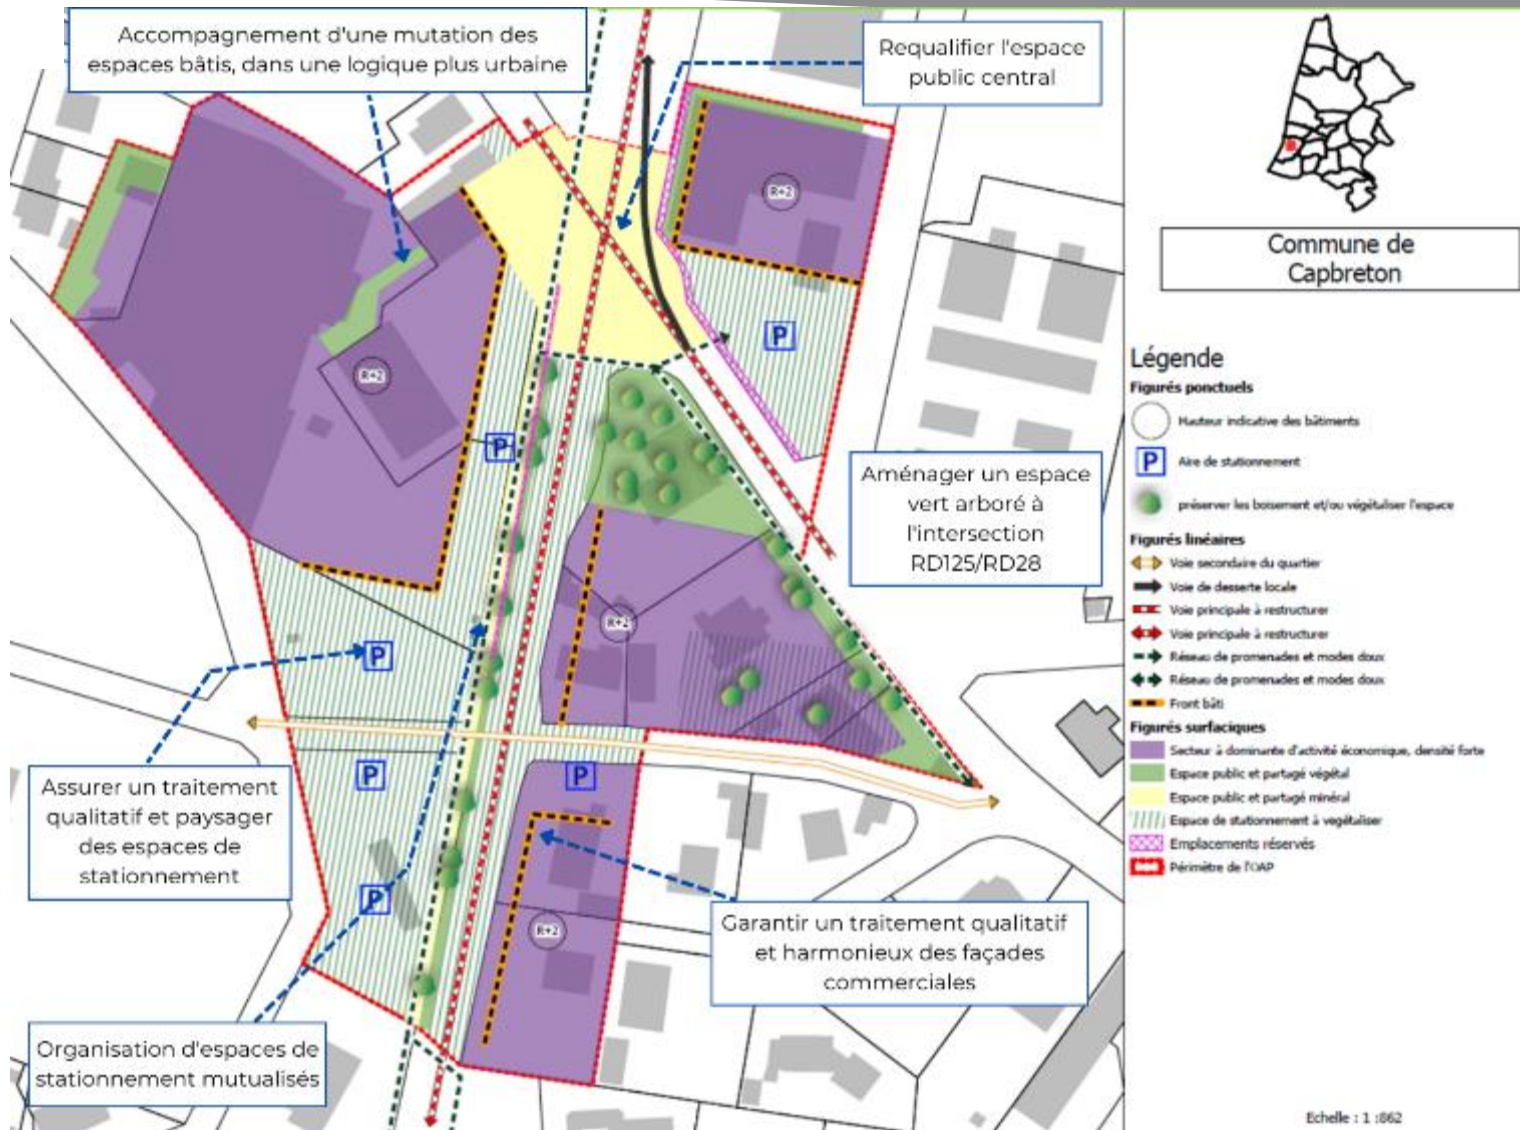 Accompagnement d'une mutation des
espaces bâtis, dans une logique plus urbaine
Requalifier l'espace
public central
R+2
P
R+2
P
Aménager un espace
vert arboré à
l'intersection
RD125/RD28
R+2
P
P
P
P
R+2
Assurer un traitement
qualitatif et paysager
des espaces de
stationnement
Garantir un traitement qualitatif
et harmonieux des façades
commerciales
Organisation d'espaces de
stationnement mutualisés
Commune de
Capbreton
Légende
Figurés ponctuels
Hauteur indicative des bâtiments
P Aire de stationnement
préserver les boisement et/ou végétaliser l'espace
Figurés linéaires
Voie secondaire du quartier
Voie de desserte locale
Voie principale à restructurer
Voie principale à restructurer
Réseau de promenades et modes doux
Réseau de promenades et modes doux
Front bâti
Figurés surfaciques
Secteur à dominante d'activité économique, densité forte
Espace public et partagé végétal
Espace public et partagé minéral
Espace de stationnement à vegétaliser
Emplacements réservés
Périmètre de l'OAP
Echelle : 1 :862